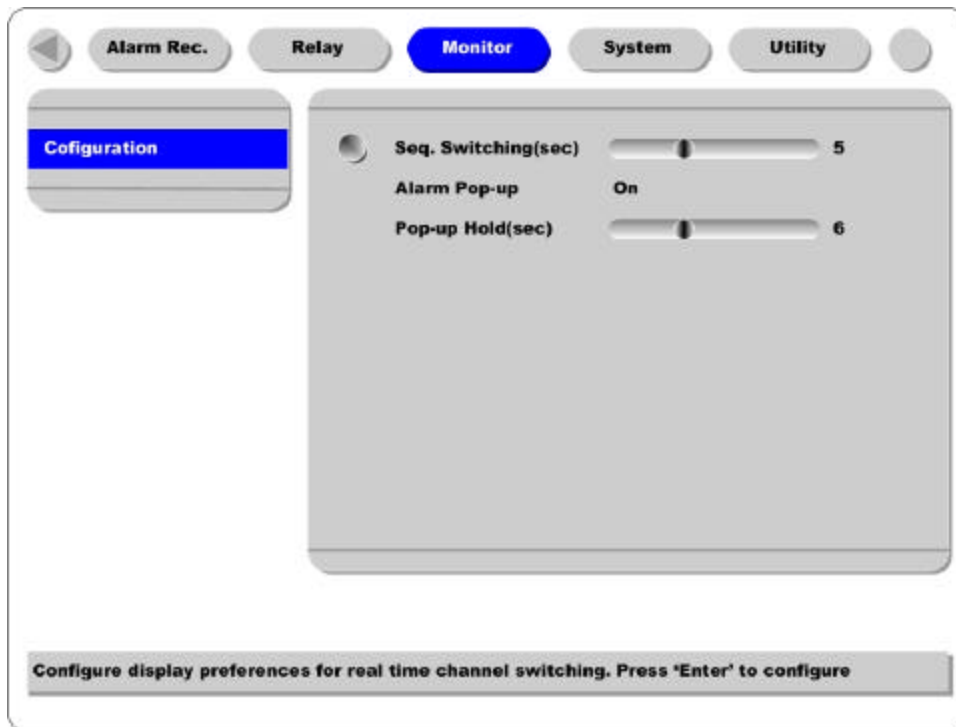 Alarm Rec. Relay Monitor System Utility
Cofiguration
Seq. Switching(sec) 5
Alarm Pop-up On
Pop-up Hold(sec) 6
Configure display preferences for real time channel switching. Press ‘Enter’ to configure